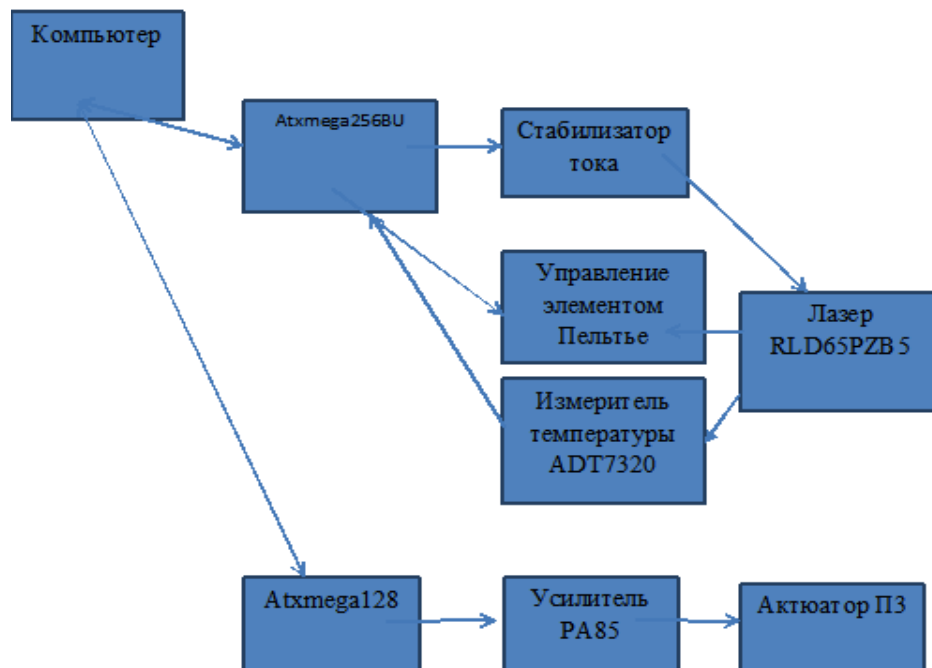 Компьютер
Atxmega256BU
Стабилизатор
тока
Управление
элементом
Пельтье
Лазер
RLD65PZB5
Измеритель
температуры
ADT7320
Atxmega128
Усилитель
PA85
Актюатор ПЗ